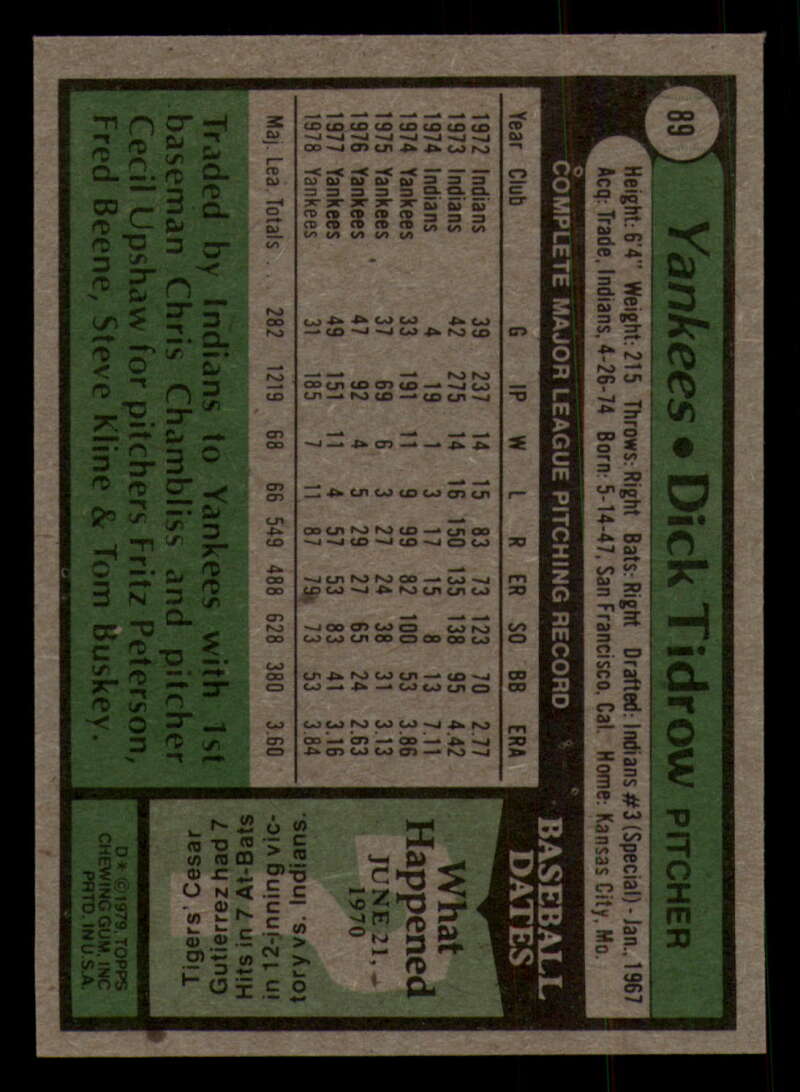 89
Yankees • Dick Tidrow PITCHER
Height: 6'4" Weight: 215 Throws: Right Bats: Right Drafted: Indians #3 (Special) - Jan., 1967
Acq: Trade, Indians, 4-26-74 Born: 5-14-47, San Francisco, Cal. Home: Kansas City, Mo.
COMPLETE MAJOR LEAGUE PITCHING RECORD
Year Club G IP W L R ER SO BB ERA
1972 Indians 39 237 14 15 83 73 123 70 2.77
1973 Indians 42 275 14 16 150 135 138 95 4.42
1974 Indians 4 19 1 3 17 15 8 13 7.11
1974 Yankees 33 191 11 9 99 82 100 53 3.86
1975 Yankees 37 69 6 3 27 24 38 31 3.13
1976 Yankees 47 92 4 5 29 27 65 24 2.63
1977 Yankees 49 151 11 4 57 53 83 41 3.16
1978 Yankees 31 185 7 11 87 79 73 53 3.84
Maj. Lea. Totals . . 282 1219 68 66 549 488 628 380 3.60
Traded by Indians to Yankees with 1st
baseman Chris Chambliss and pitcher
Cecil Upshaw for pitchers Fritz Peterson,
Fred Beene, Steve Kline & Tom Buskey.
BASEBALL
DATES
What
Happened
JUNE 21,
1970
Tigers' Cesar
Gutierrez had 7
Hits in 7 At-Bats
in 12-inning vic-
tory vs. Indians.
D* © 1979, TOPPS
CHEWING GUM, INC
PRTD. IN U.S.A.